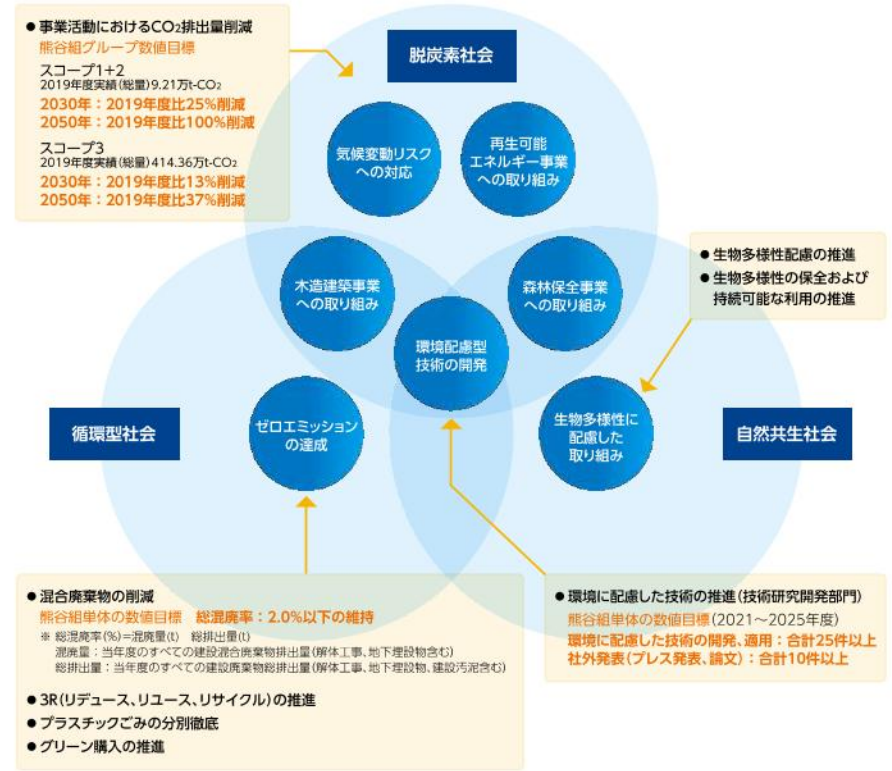 ● 事業活動におけるCO₂排出量削減
熊谷組グループ数値目標
スコープ1+2
2019年度実績(総量)9.21万t-CO₂
2030年：2019年度比25%削減
2050年：2019年度比100%削減
スコープ3
2019年度実績(総量)414.36万t-CO₂
2030年：2019年度比13%削減
2050年：2019年度比37%削減
脱炭素社会
気候変動リスク
への対応
再生可能
エネルギー事業
への取り組み
木造建築事業
への取り組み
森林保全事業
への取り組み
環境配慮型
技術の開発
● 生物多様性配慮の推進
● 生物多様性の保全および
持続可能な利用の推進
循環型社会
ゼロエミッション
の達成
生物多様性に
配慮した
取り組み
自然共生社会
● 混合廃棄物の削減
熊谷組単体の数値目標　総混廃率：2.0%以下の維持
※ 総混廃率(%)=混廃量(t)　総排出量(t)
混廃量：当年度のすべての建設混合廃棄物排出量(解体工事、地下埋設物含む)
総排出量：当年度のすべての建設廃棄物総排出量(解体工事、地下埋設物、建設汚泥含む)
● 3R(リデュース、リユース、リサイクル)の推進
● プラスチックごみの分別徹底
● グリーン購入の推進
● 環境に配慮した技術の推進(技術研究開発部門)
熊谷組単体の数値目標(2021～2025年度)
環境に配慮した技術の開発、適用：合計25件以上
社外発表(プレス発表、論文)：合計10件以上